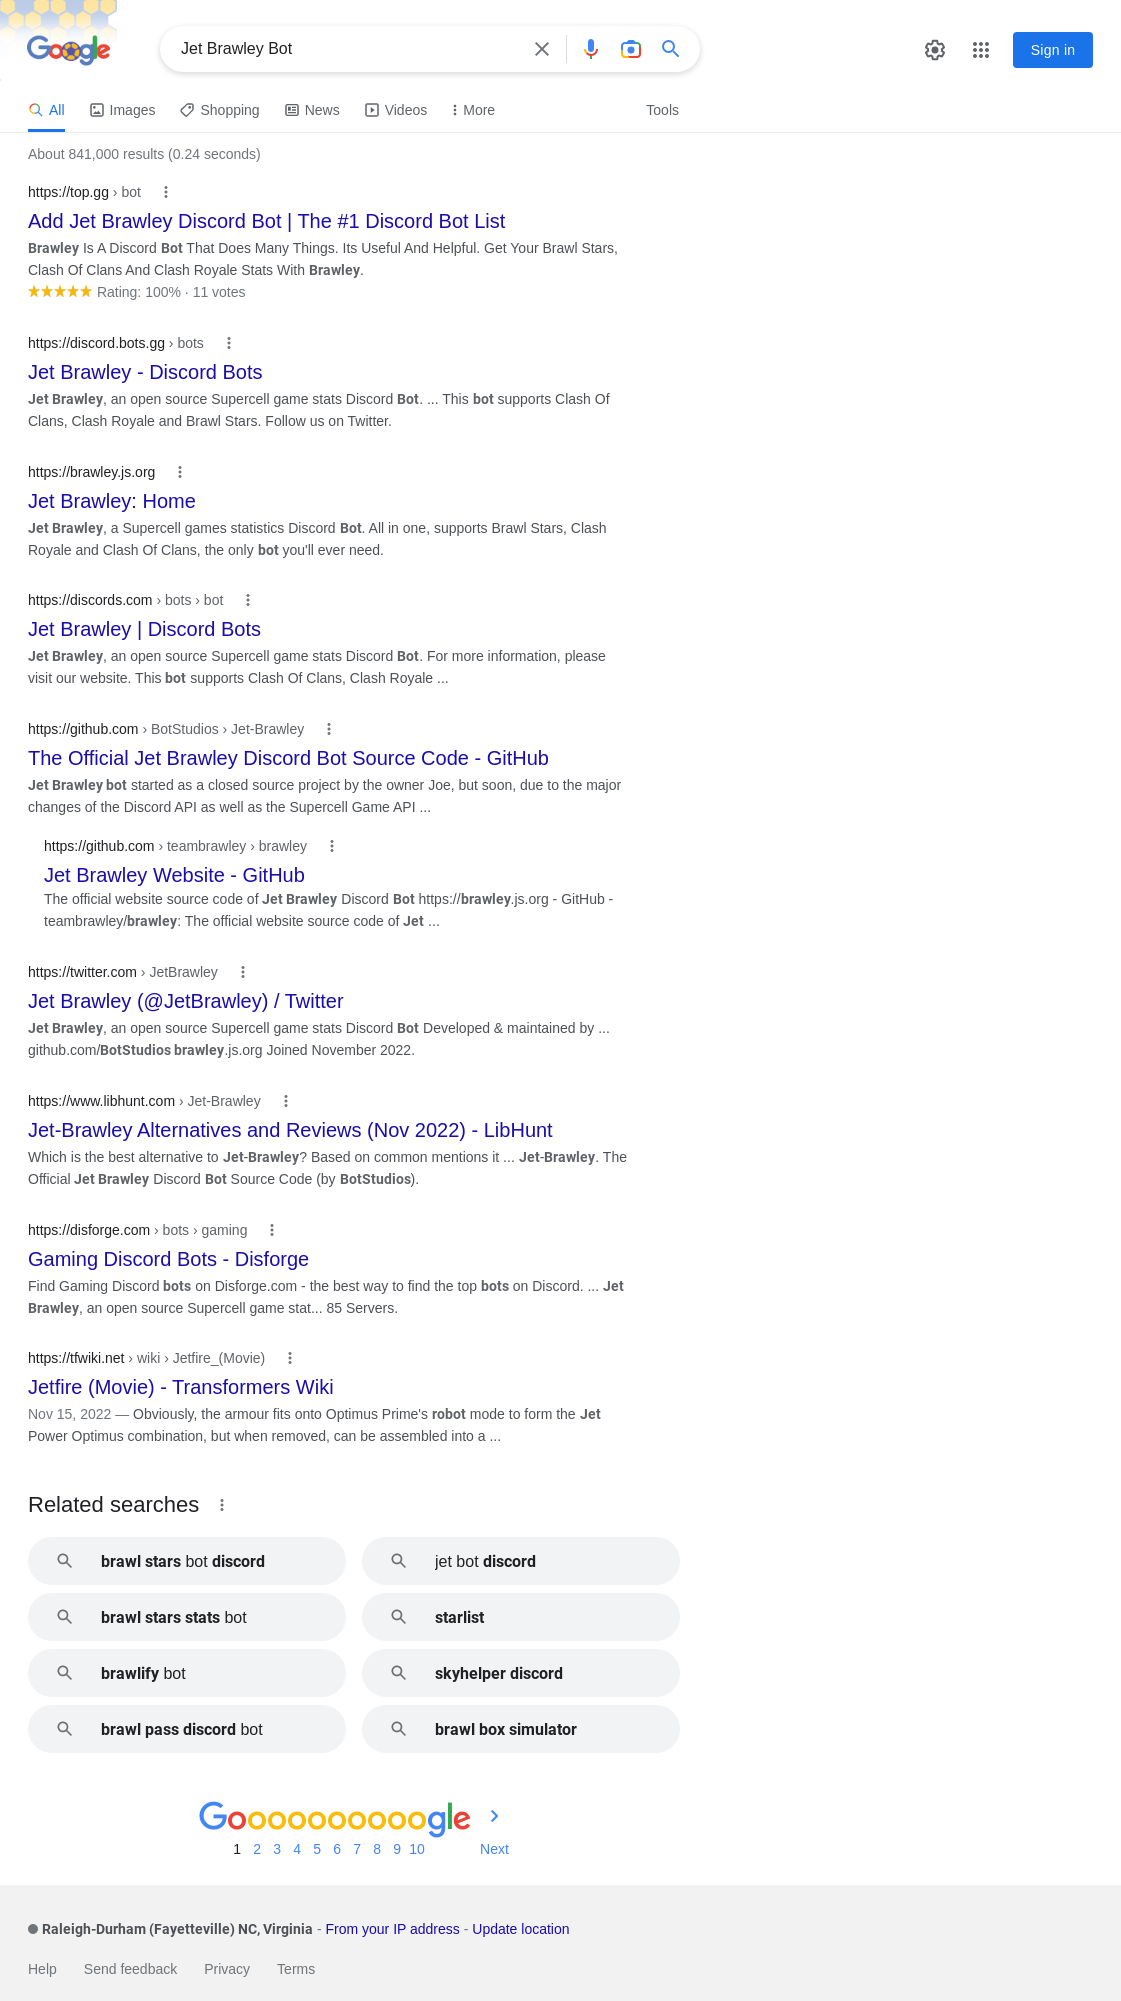 Google
Jet Brawley Bot
Sign in
All Images Shopping News Videos More Tools
About 841,000 results (0.24 seconds)
https://top.gg › bot
Add Jet Brawley Discord Bot | The #1 Discord Bot List
Brawley Is A Discord Bot That Does Many Things. Its Useful And Helpful. Get Your Brawl Stars,
Clash Of Clans And Clash Royale Stats With Brawley.
Rating: 100% · 11 votes
https://discord.bots.gg › bots
Jet Brawley - Discord Bots
Jet Brawley, an open source Supercell game stats Discord Bot. ... This bot supports Clash Of
Clans, Clash Royale and Brawl Stars. Follow us on Twitter.
https://brawley.js.org
Jet Brawley: Home
Jet Brawley, a Supercell games statistics Discord Bot. All in one, supports Brawl Stars, Clash
Royale and Clash Of Clans, the only bot you'll ever need.
https://discords.com › bots › bot
Jet Brawley | Discord Bots
Jet Brawley, an open source Supercell game stats Discord Bot. For more information, please
visit our website. This bot supports Clash Of Clans, Clash Royale ...
https://github.com › BotStudios › Jet-Brawley
The Official Jet Brawley Discord Bot Source Code - GitHub
Jet Brawley bot started as a closed source project by the owner Joe, but soon, due to the major
changes of the Discord API as well as the Supercell Game API ...
https://github.com › teambrawley › brawley
Jet Brawley Website - GitHub
The official website source code of Jet Brawley Discord Bot https://brawley.js.org - GitHub -
teambrawley/brawley: The official website source code of Jet ...
https://twitter.com › JetBrawley
Jet Brawley (@JetBrawley) / Twitter
Jet Brawley, an open source Supercell game stats Discord Bot Developed & maintained by ...
github.com/BotStudios brawley.js.org Joined November 2022.
https://www.libhunt.com › Jet-Brawley
Jet-Brawley Alternatives and Reviews (Nov 2022) - LibHunt
Which is the best alternative to Jet-Brawley? Based on common mentions it ... Jet-Brawley. The
Official Jet Brawley Discord Bot Source Code (by BotStudios).
https://disforge.com › bots › gaming
Gaming Discord Bots - Disforge
Find Gaming Discord bots on Disforge.com - the best way to find the top bots on Discord. ... Jet
Brawley, an open source Supercell game stat... 85 Servers.
https://tfwiki.net › wiki › Jetfire_(Movie)
Jetfire (Movie) - Transformers Wiki
Nov 15, 2022 — Obviously, the armour fits onto Optimus Prime's robot mode to form the Jet
Power Optimus combination, but when removed, can be assembled into a ...
Related searches
brawl stars bot discord
jet bot discord
brawl stars stats bot
starlist
brawlify bot
skyhelper discord
brawl pass discord bot
brawl box simulator
Goooooooooogle
1 2 3 4 5 6 7 8 9 10 Next
Raleigh-Durham (Fayetteville) NC, Virginia - From your IP address - Update location
Help Send feedback Privacy Terms